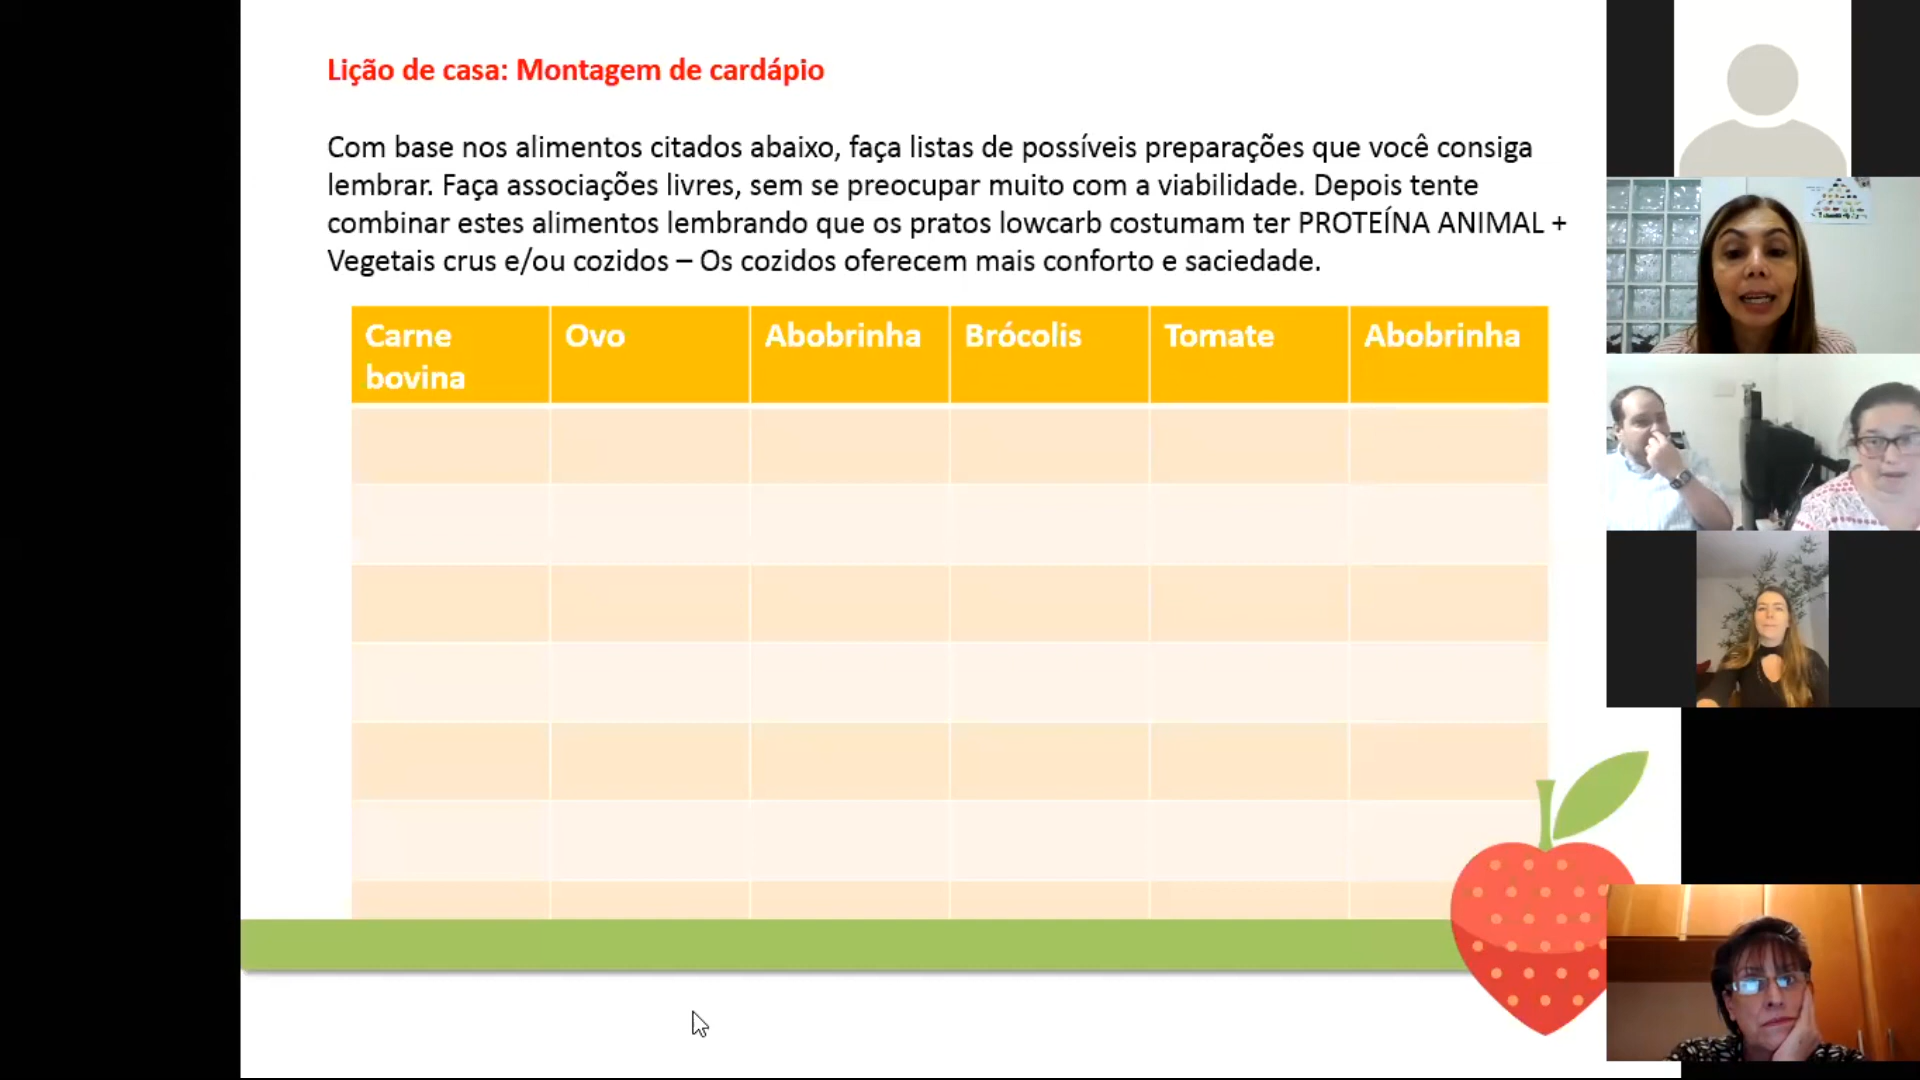 Lição de casa: Montagem de cardápio
Com base nos alimentos citados abaixo, faça listas de possíveis preparações que você consiga
lembrar. Faça associações livres, sem se preocupar muito com a viabilidade. Depois tente
combinar estes alimentos lembrando que os pratos lowcarb costumam ter PROTEÍNA ANIMAL +
Vegetais crus e/ou cozidos – Os cozidos oferecem mais conforto e saciedade.
Carne bovina
Ovo
Abobrinha
Brócolis
Tomate
Abobrinha